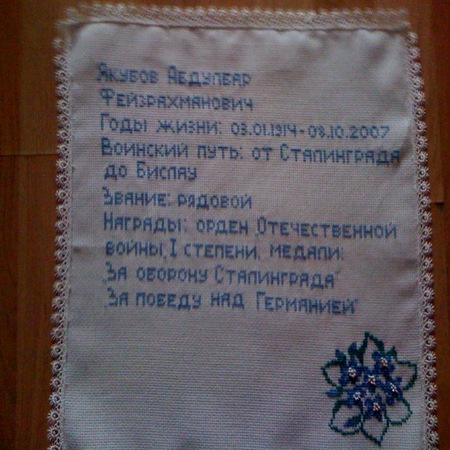 Якубов Абдулбар
Фейзрахманович
Годы жизни: 03.01.1914-08.10.2007
Воинский путь: от Сталинграда
до Бислау
Звание: рядовой
Награды: орден Отечественной
войны I степени, медали:
„За оборону Сталинграда"
„За победу над Германией"